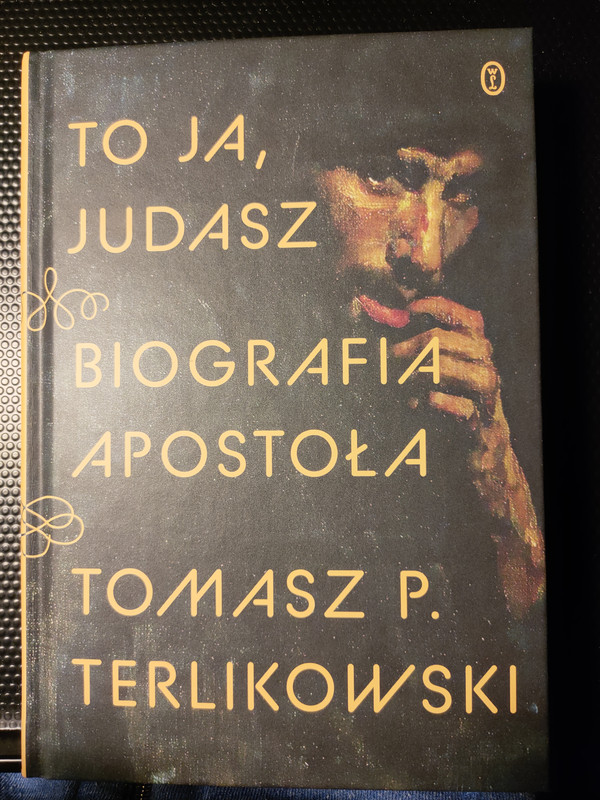 TO JA,
JUDASZ
BIOGRAFIA
APOSTOŁA
TOMASZ P.
TERLIKOWSKI